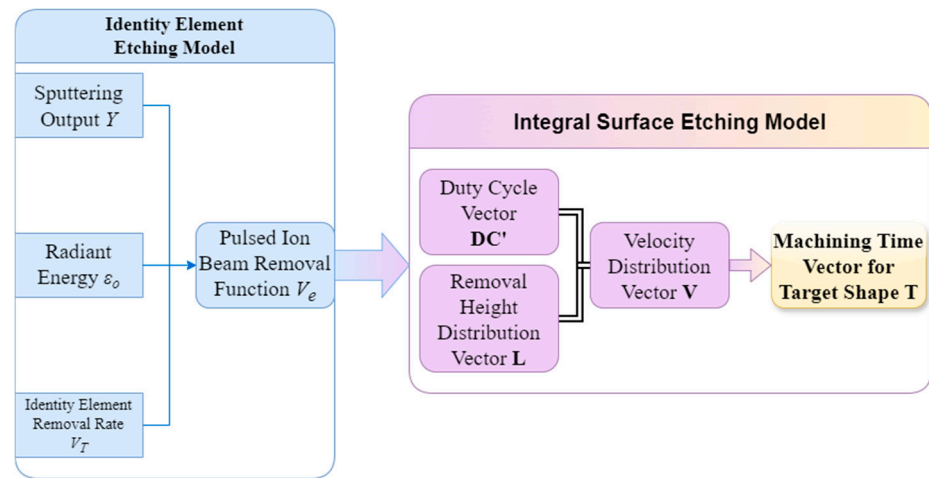 Identity Element
Etching Model
Sputtering
Output Y
Radiant
Energy εo
Identity Element
Removal Rate
VT
Pulsed Ion
Beam Removal
Function Ve
Integral Surface Etching Model
Duty Cycle
Vector
DC'
Removal
Height
Distribution
Vector L
Velocity
Distribution
Vector V
Machining Time
Vector for
Target Shape T